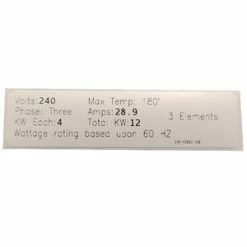 Volts:240 Max Temp: 180°
Phase: Three Amps:28.9 3 Elements
KW Each:4 Total KW:12
Wattage rating based upon 60 HZ